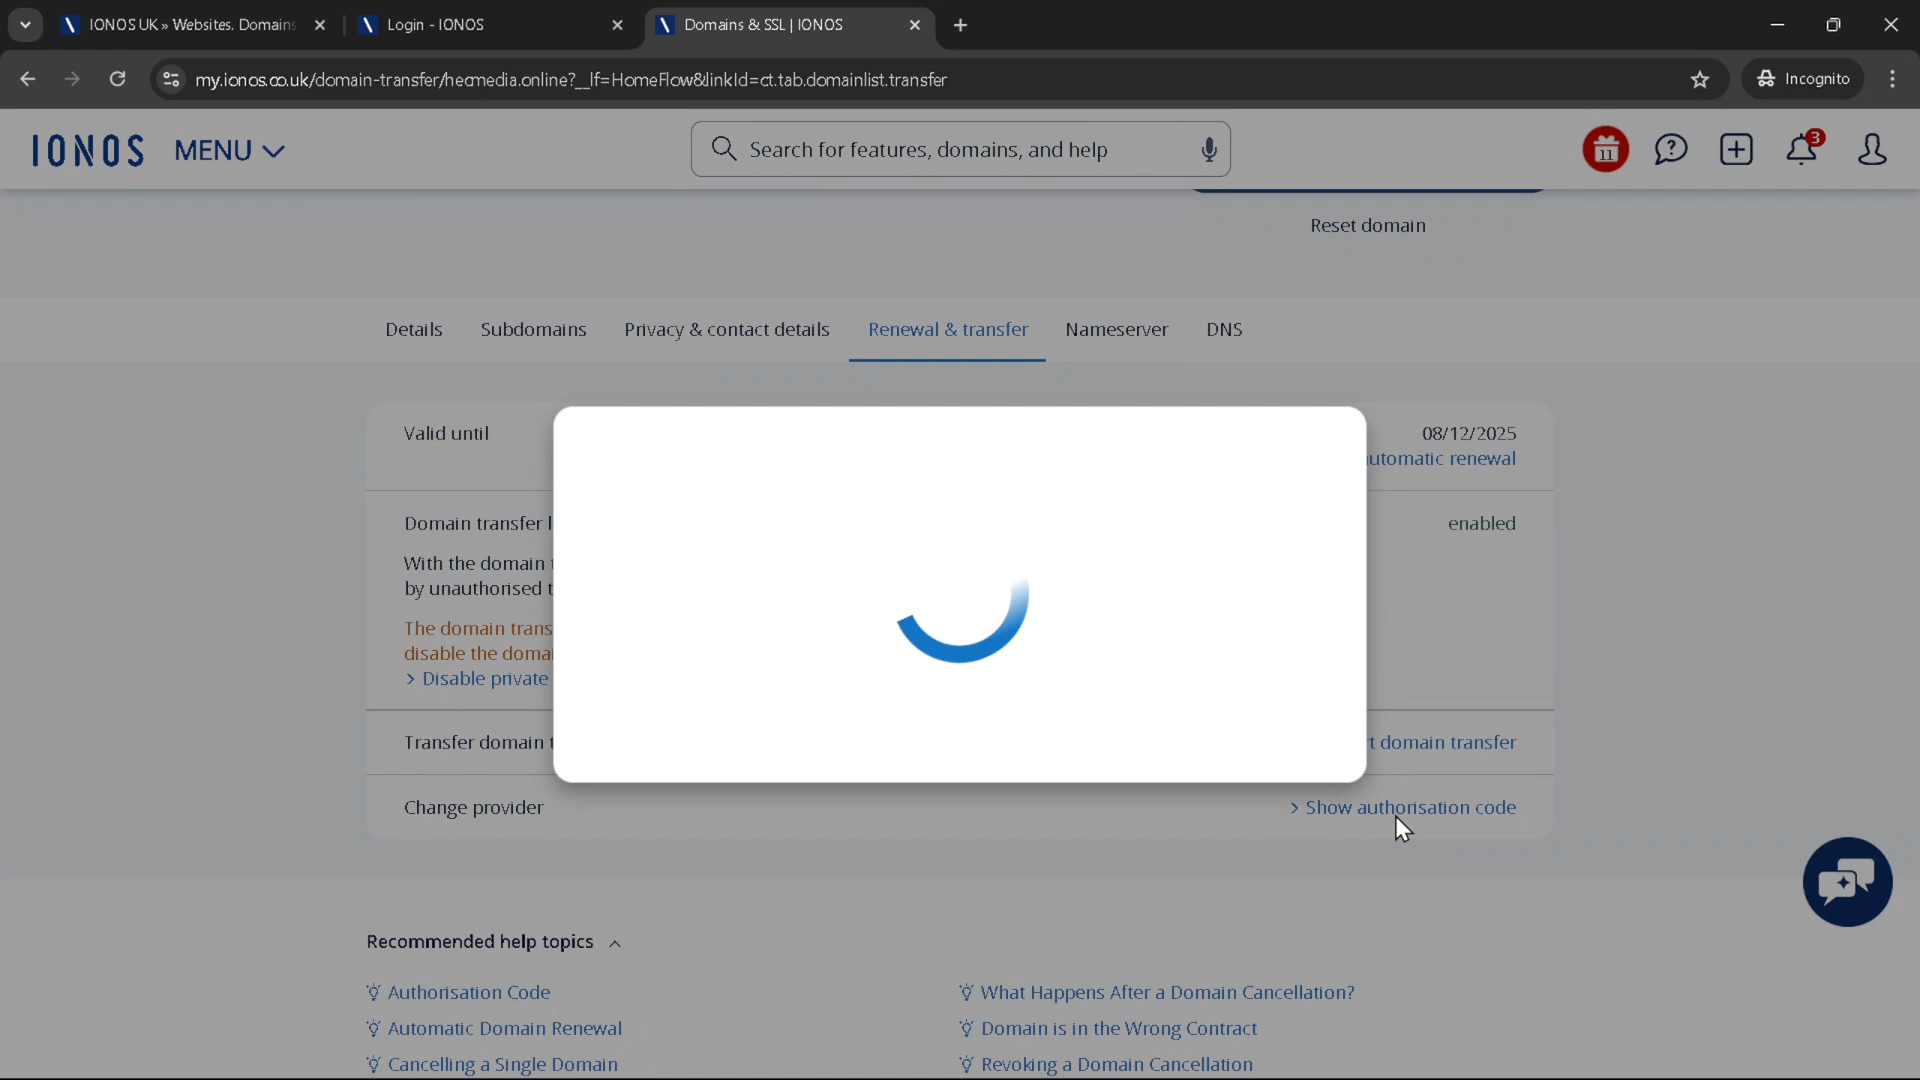 IONOS UK » Websites. Domains
Login - IONOS
Domains & SSL | IONOS
my.ionos.co.uk/domain-transfer/hecmedia.online?__lf=HomeFlow&linkId=ct.tab.domainlist.transfer
Incognito
IONOS
MENU
Search for features, domains, and help
11
3
Reset domain
Details
Subdomains
Privacy & contact details
Renewal & transfer
Nameserver
DNS
Valid until
08/12/2025
automatic renewal
Domain transfer l
enabled
With the domain t
by unauthorised t
The domain trans
disable the domai
> Disable private
Transfer domain t
t domain transfer
Change provider
> Show authorisation code
Recommended help topics
Authorisation Code
What Happens After a Domain Cancellation?
Automatic Domain Renewal
Domain is in the Wrong Contract
Cancelling a Single Domain
Revoking a Domain Cancellation